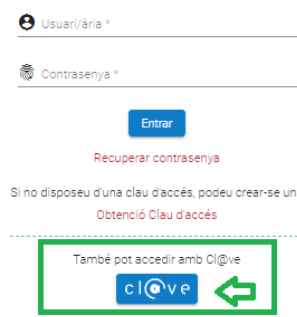 Usuari/ària *
Contrasenya *
Entrar
Recuperar contrasenya
Si no disposeu d'una clau d'accés, podeu crear-se un
Obtenció Clau d'accés
També pot accedir amb Cl@ve
cl@ve